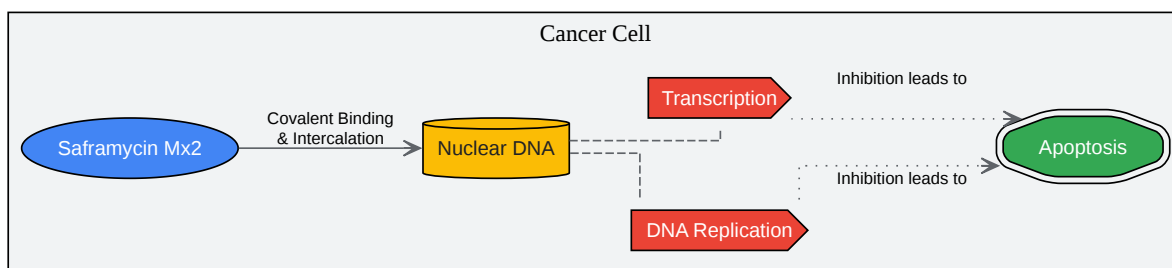 Cancer Cell
Saframycin Mx2
Covalent Binding
& Intercalation
Nuclear DNA
Transcription
DNA Replication
Inhibition leads to
Inhibition leads to
Apoptosis